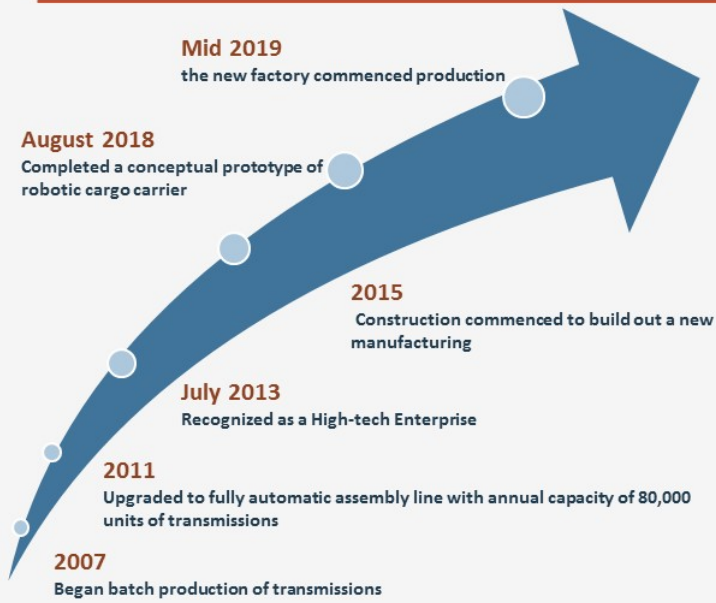 Mid 2019
the new factory commenced production
August 2018
Completed a conceptual prototype of
robotic cargo carrier
2015
Construction commenced to build out a new
manufacturing
July 2013
Recognized as a High-tech Enterprise
2011
Upgraded to fully automatic assembly line with annual capacity of 80,000
units of transmissions
2007
Began batch production of transmissions